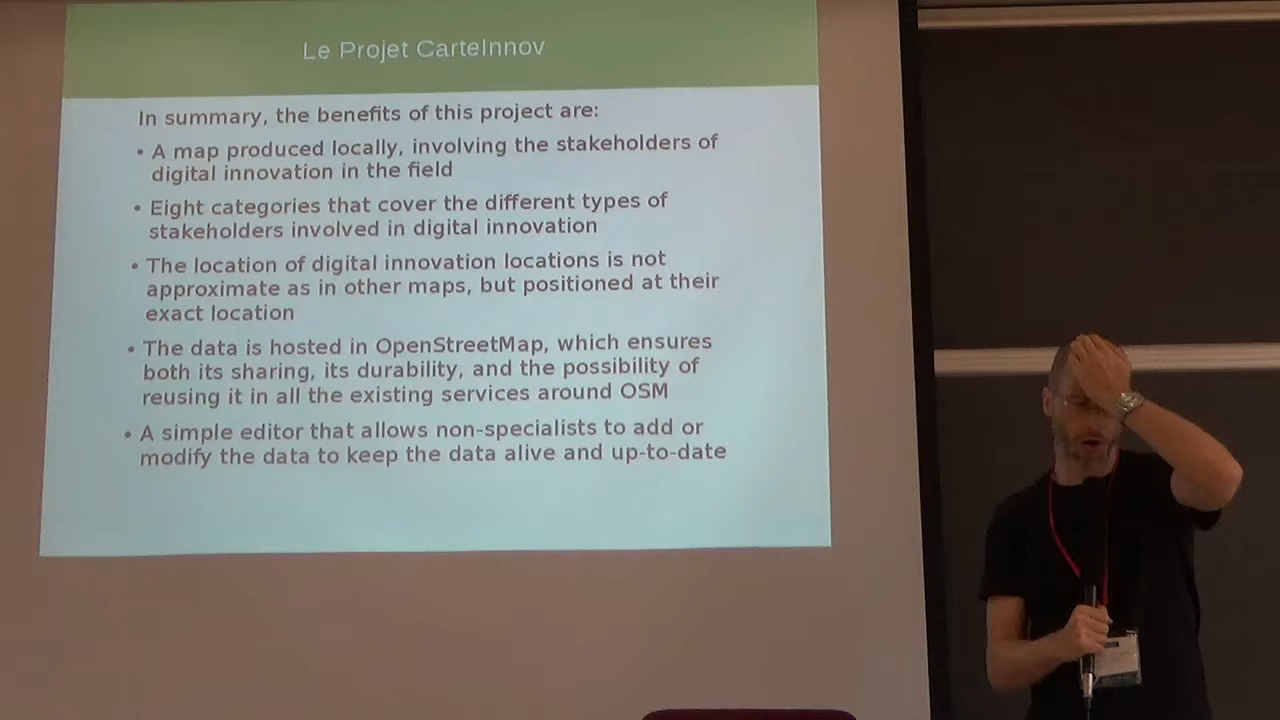 Le Projet CarteInnov
In summary, the benefits of this project are:
• A map produced locally, involving the stakeholders of
digital innovation in the field
• Eight categories that cover the different types of
stakeholders involved in digital innovation
• The location of digital innovation locations is not
approximate as in other maps, but positioned at their
exact location
• The data is hosted in OpenStreetMap, which ensures
both its sharing, its durability, and the possibility of
reusing it in all the existing services around OSM
• A simple editor that allows non-specialists to add or
modify the data to keep the data alive and up-to-date